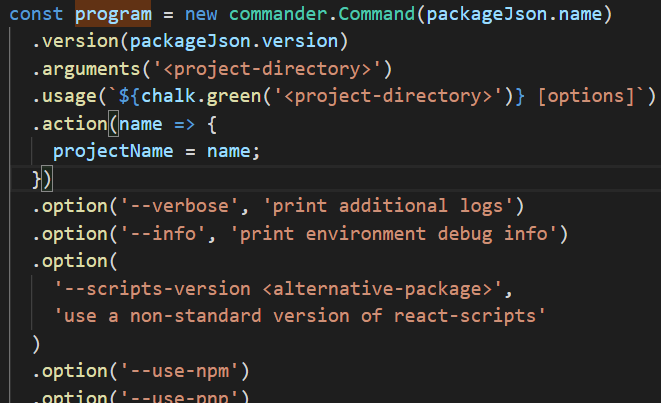 const program = new commander.Command(packageJson.name)
.version(packageJson.version)
.arguments('<project-directory>')
.usage(`${chalk.green('<project-directory>')} [options]`)
.action(name => {
projectName = name;
})
.option('--verbose', 'print additional logs')
.option('--info', 'print environment debug info')
.option(
'--scripts-version <alternative-package>',
'use a non-standard version of react-scripts'
)
.option('--use-npm')
.option('--use-pnp')